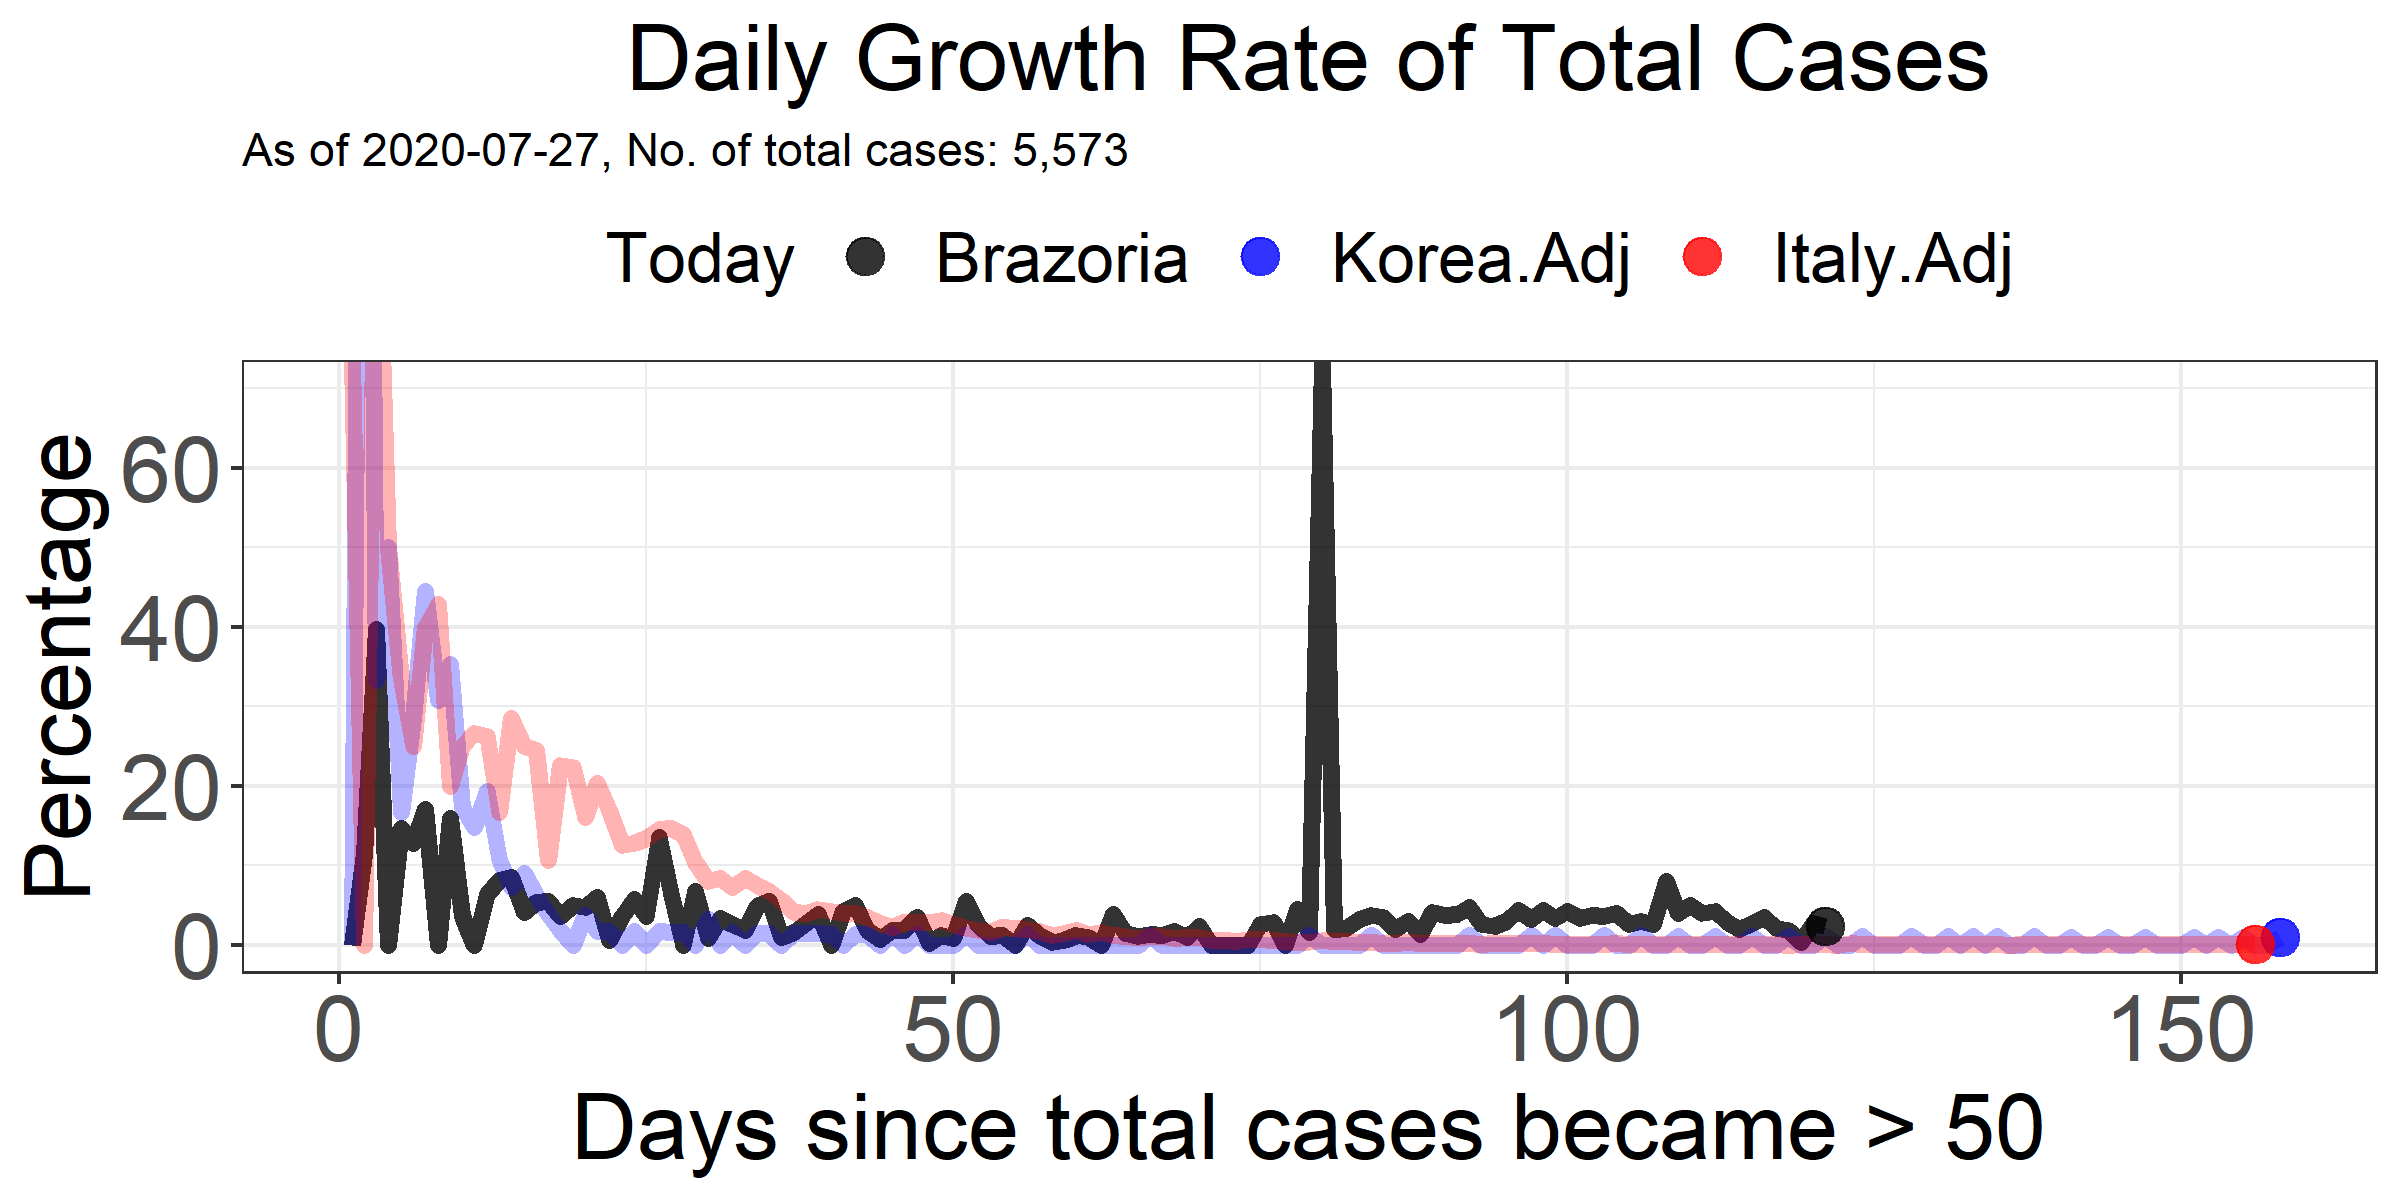 Daily Growth Rate of Total Cases
As of 2020-07-27, No. of total cases: 5,573
Today Brazoria Korea.Adj Italy.Adj
Percentage
60
40
20
0
0 50 100 150
Days since total cases became > 50